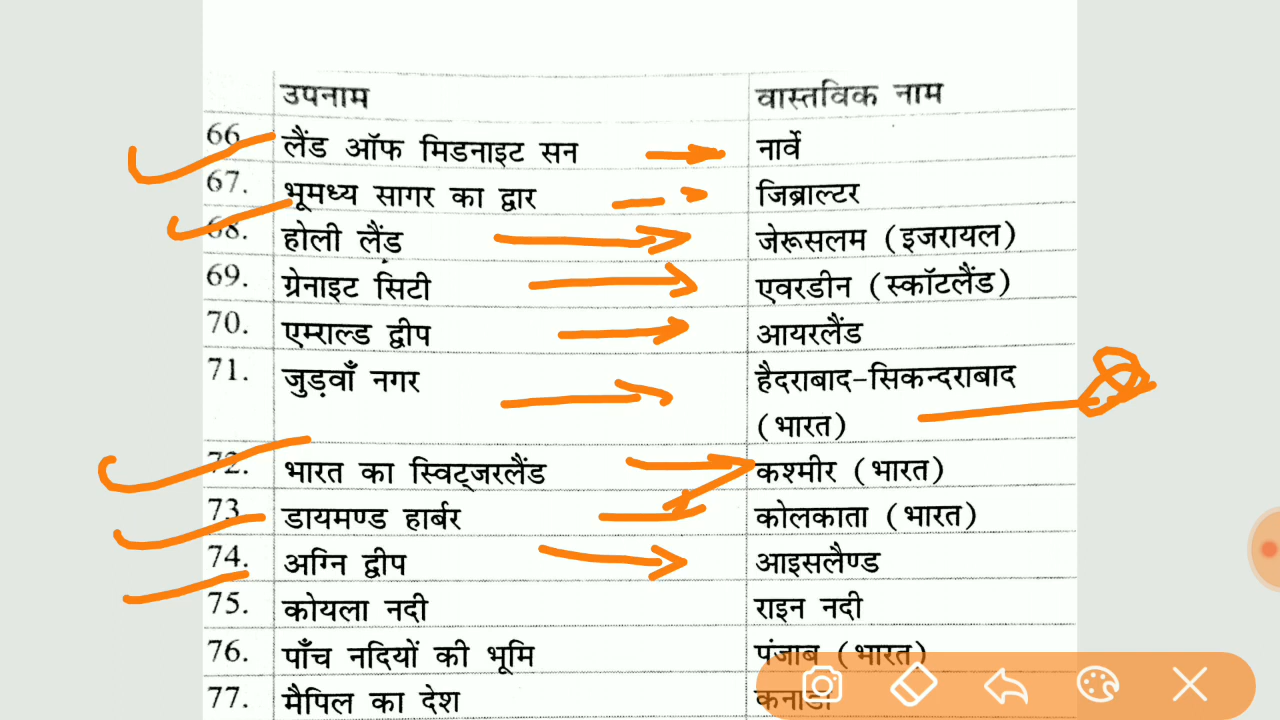 उपनाम वास्तविक नाम
66 लैंड ऑफ मिडनाइट सन नार्वे
67. भूमध्य सागर का द्वार जिब्राल्टर
68. होली लैंड जेरूसलम (इजरायल)
69. ग्रेनाइट सिटी एवरडीन (स्कॉटलैंड)
70. एम्राल्ड द्वीप आयरलैंड
71. जुड़वाँ नगर हैदराबाद-सिकन्दराबाद
(भारत)
72. भारत का स्विट्जरलैंड कश्मीर (भारत)
73 डायमण्ड हार्बर कोलकाता (भारत)
74. अग्नि द्वीप आइसलैण्ड
75. कोयला नदी राइन नदी
76. पाँच नदियों की भूमि पंजाब (भारत)
77. मैपिल का देश कनाडा